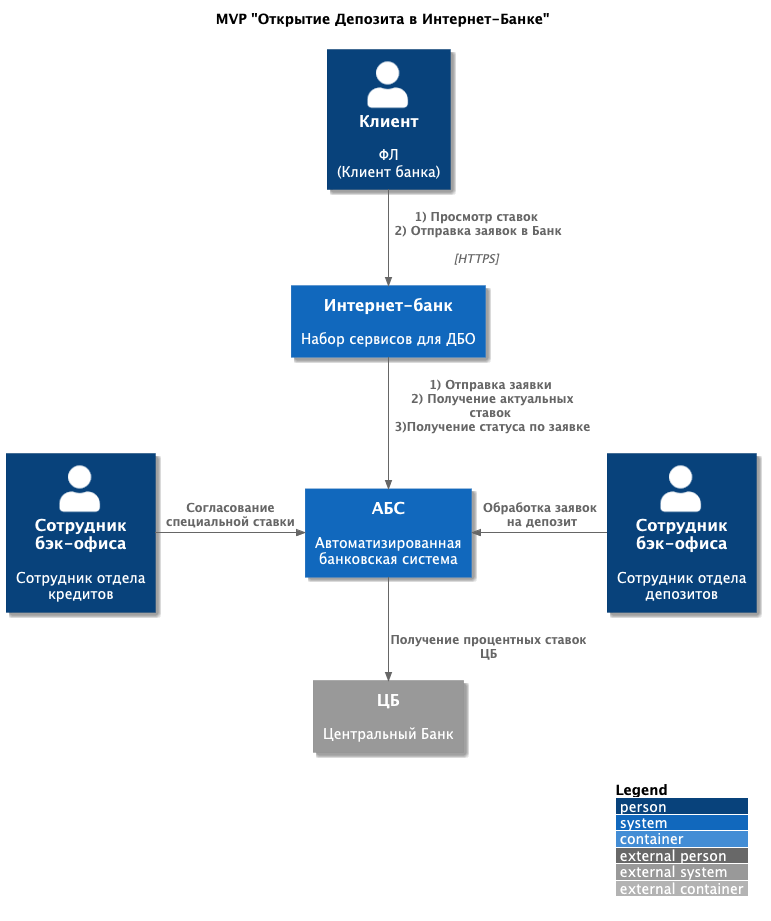 MVP "Открытие Депозита в Интернет-Банке"
Клиент
ФЛ
(Клиент банка)
1) Просмотр ставок
2) Отправка заявок в Банк
[HTTPS]
Интернет-банк
Набор сервисов для ДБО
1) Отправка заявки
2) Получение актуальных
ставок
3)Получение статуса по заявке
Сотрудник
бэк-офиса
Сотрудник отдела
кредитов
Согласование
специальной ставки
АБС
Автоматизированная
банковская система
Обработка заявок
на депозит
Сотрудник
бэк-офиса
Сотрудник отдела
депозитов
Получение процентных ставок
ЦБ
ЦБ
Центральный Банк
Legend
person
system
container
external person
external system
external container